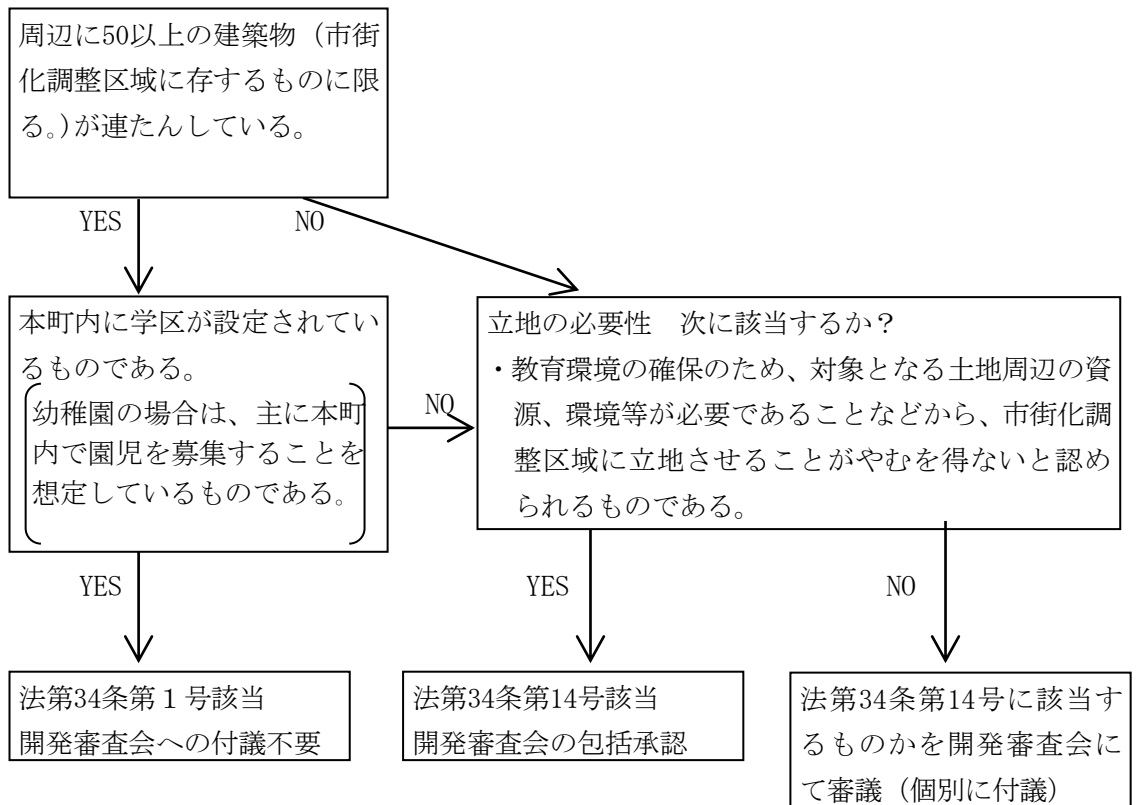 周辺に50以上の建築物（市街
化調整区域に存するものに限
る。）が連たんしている。
YES
NO
本町内に学区が設定されてい
るものである。
幼稚園の場合は、主に本町
内で園児を募集することを
想定しているものである。
NO
立地の必要性　次に該当するか？
・教育環境の確保のため、対象となる土地周辺の資
源、環境等が必要であることなどから、市街化調
整区域に立地させることがやむを得ないと認め
られるものである。
YES
YES
NO
法第34条第１号該当
開発審査会への付議不要
法第34条第14号該当
開発審査会の包括承認
法第34条第14号に該当す
るものかを開発審査会に
て審議（個別に付議）